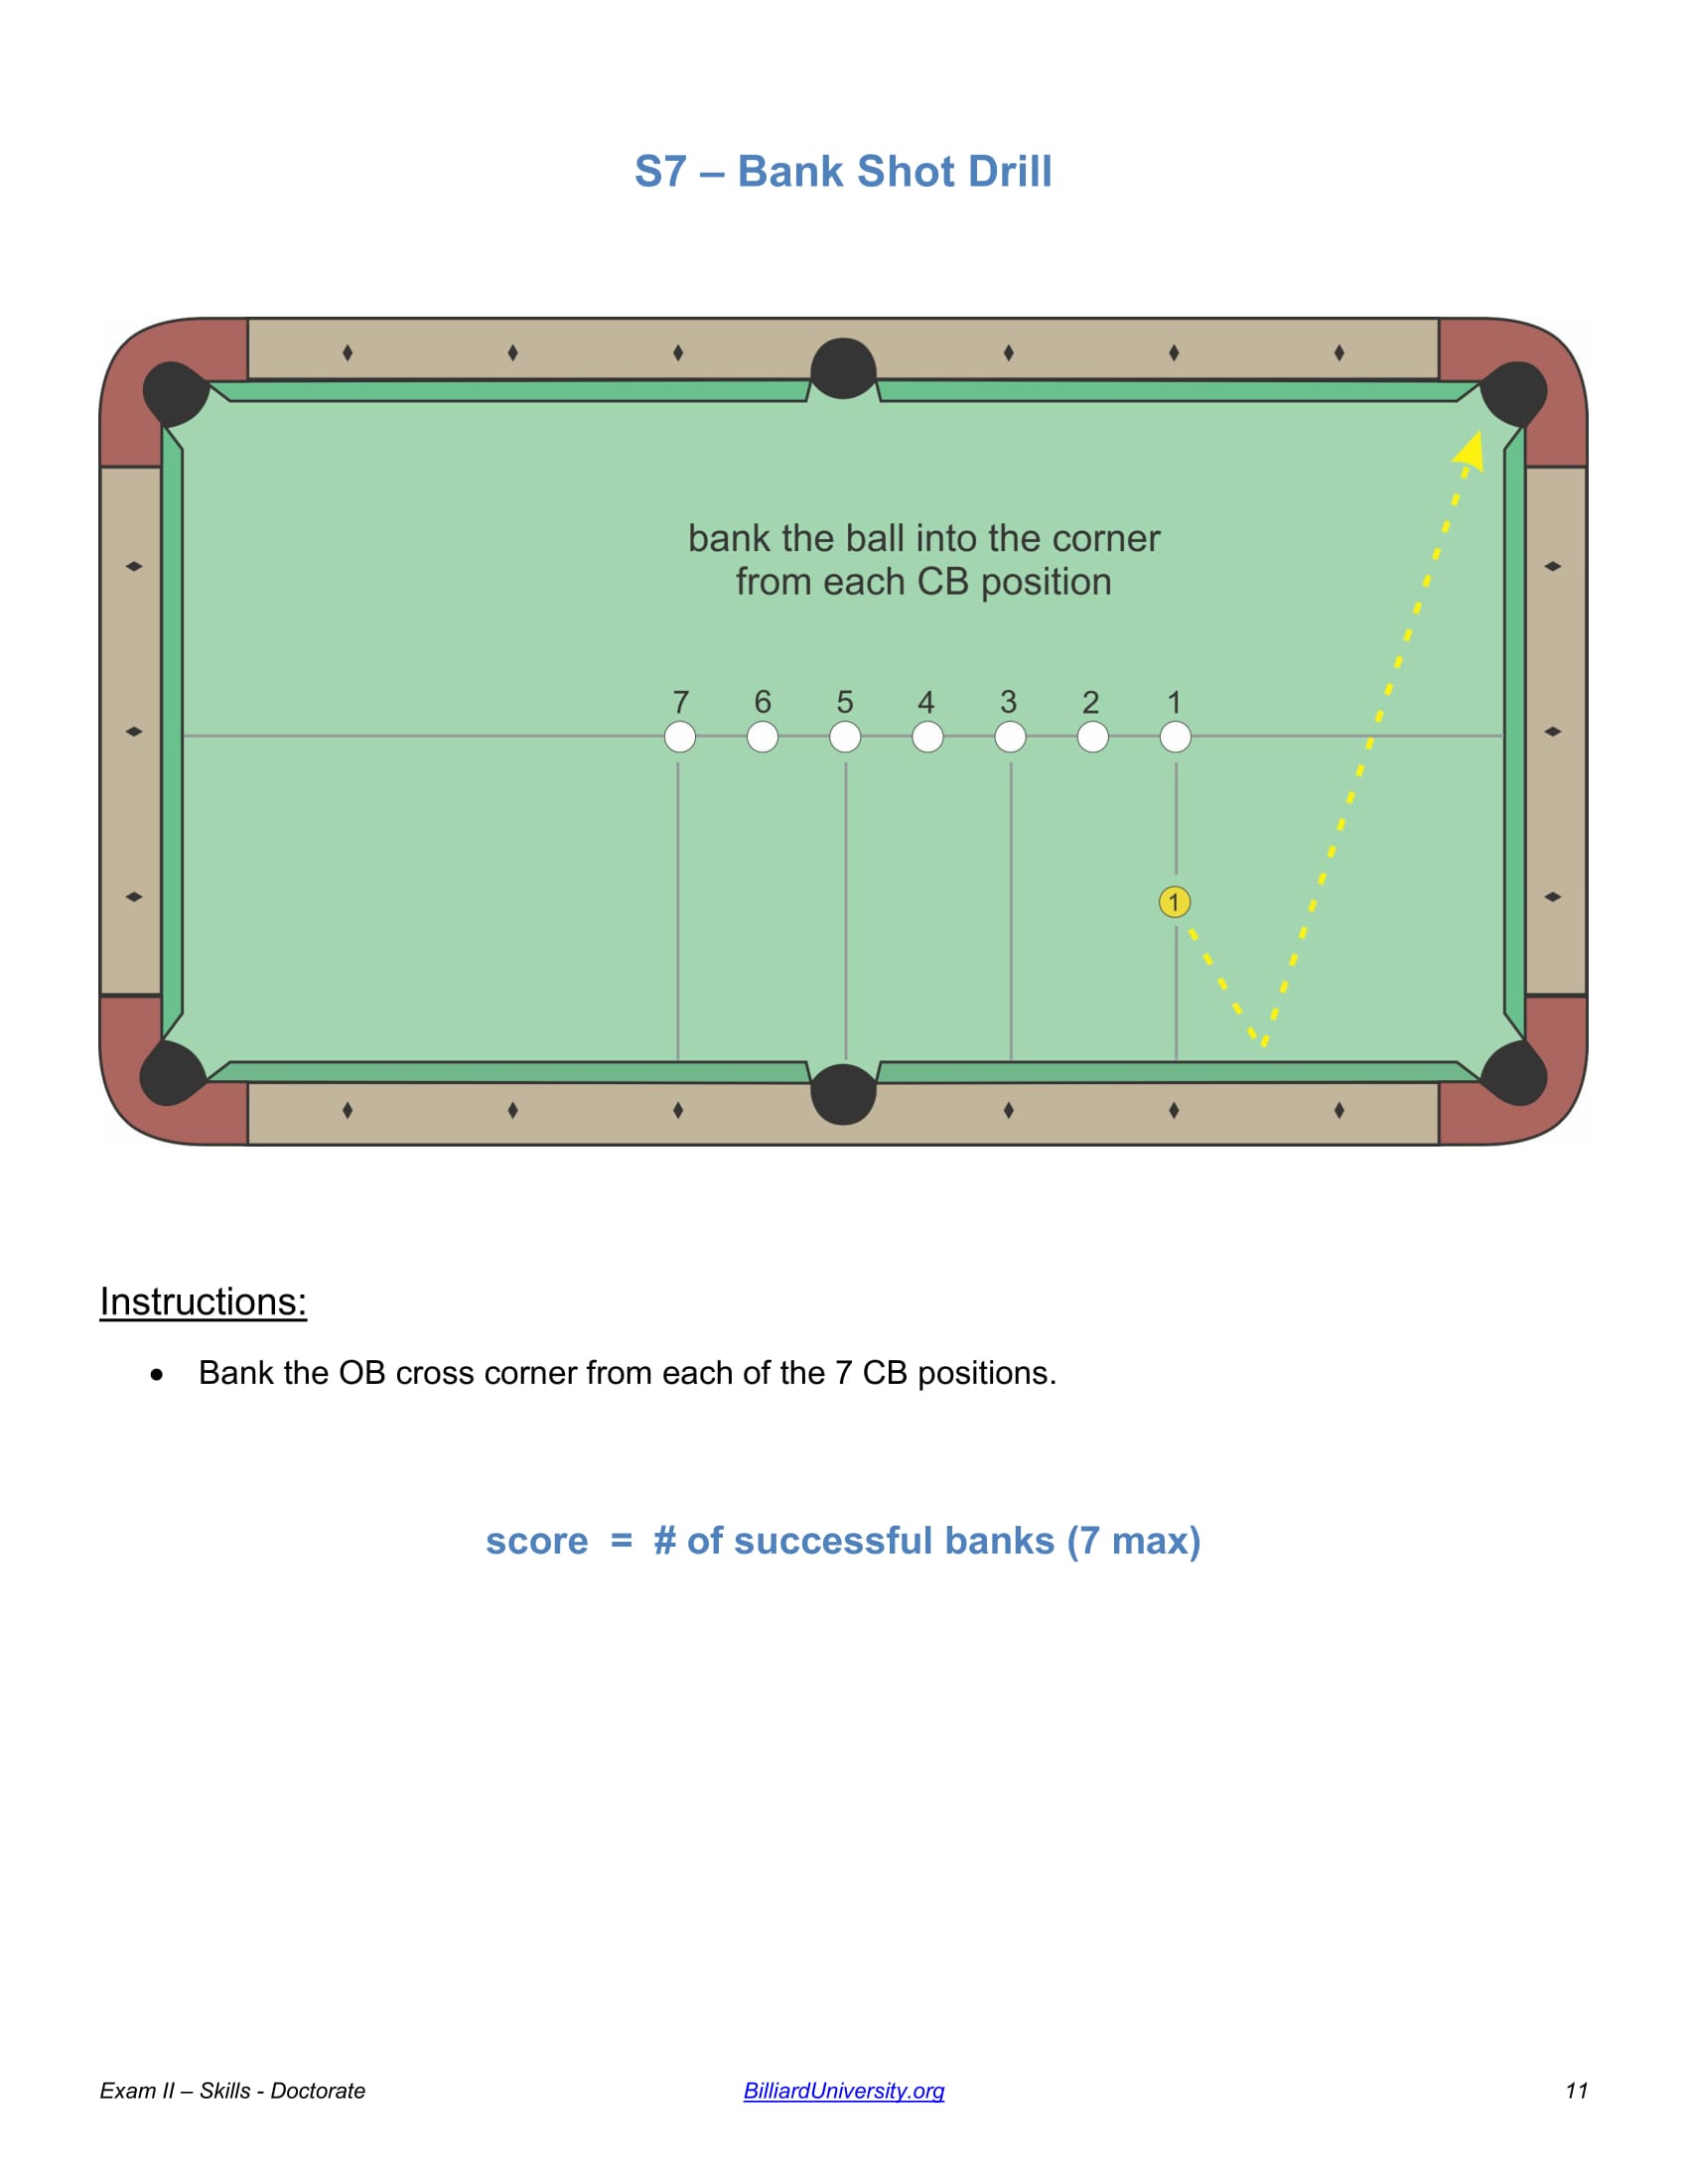 S7 – Bank Shot Drill
bank the ball into the corner
from each CB position
7 6 5 4 3 2 1
1
Instructions:
• Bank the OB cross corner from each of the 7 CB positions.
score = # of successful banks (7 max)
Exam II – Skills - Doctorate BilliardUniversity.org 11